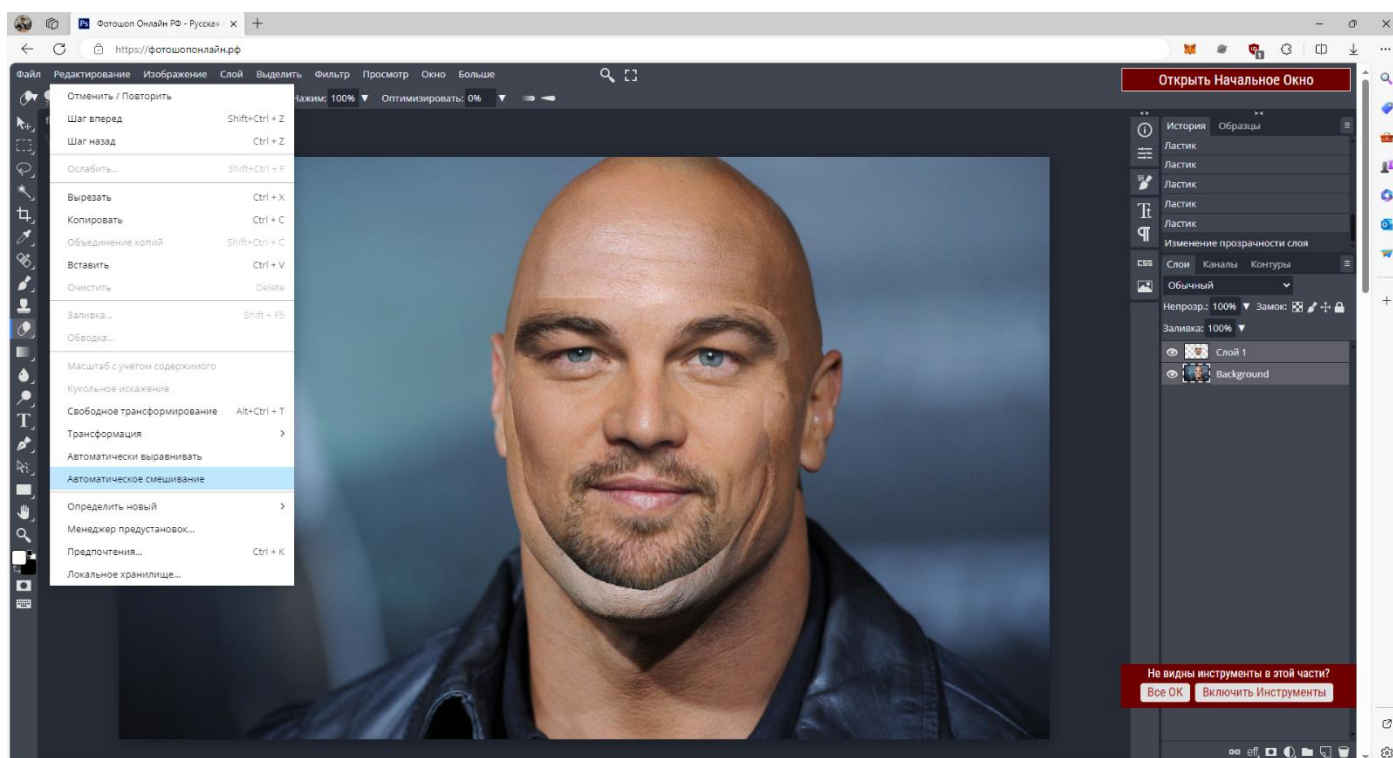 Фотошоп Онлайн РФ - Русская
https://фотошопонлайн.рф
Файл Редактирование Изображение Слой Выделить Фильтр Просмотр Окно Больше
Нажим: 100% Оптимизировать: 0%
Отменить / Повторить
Шаг вперед Shift+Ctrl + Z
Шаг назад Ctrl + Z
Ослабить... Shift+Ctrl + F
Вырезать Ctrl + X
Копировать Ctrl + C
Объединение копий Shift+Ctrl + C
Вставить Ctrl + V
Очистить Delete
Заливка... Shift + F5
Обводка...
Масштаб с учетом содержимого
Кукольное искажение
Свободное трансформирование Alt+Ctrl + T
Трансформация
Автоматически выравнивать
Автоматическое смешивание
Определить новый
Менеджер предустановок...
Предпочтения... Ctrl + K
Локальное хранилище...
Открыть Начальное Окно
История Образцы
Ластик
Ластик
Ластик
Ластик
Ластик
Изменение прозрачности слоя
CSS
Слои Каналы Контуры
Обычный
Непрозр.: 100% Замок:
Заливка: 100%
Слой 1
Background
Не видны инструменты в этой части?
Все ОК Включить Инструменты
eff